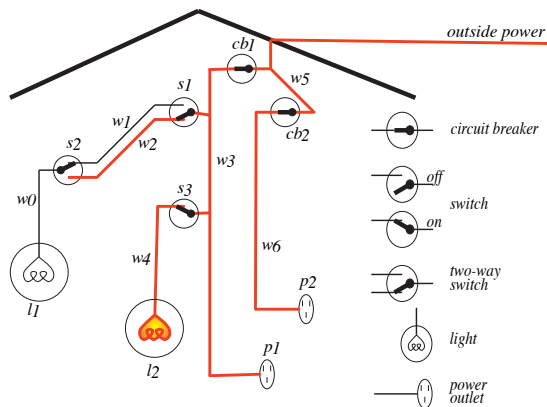 outside power
cb1
w5
s1
cb2
circuit breaker
w1
w2
s2
w3
off
switch
on
w0
s3
w4
w6
two-way
switch
p2
l1
light
l2
p1
power
outlet